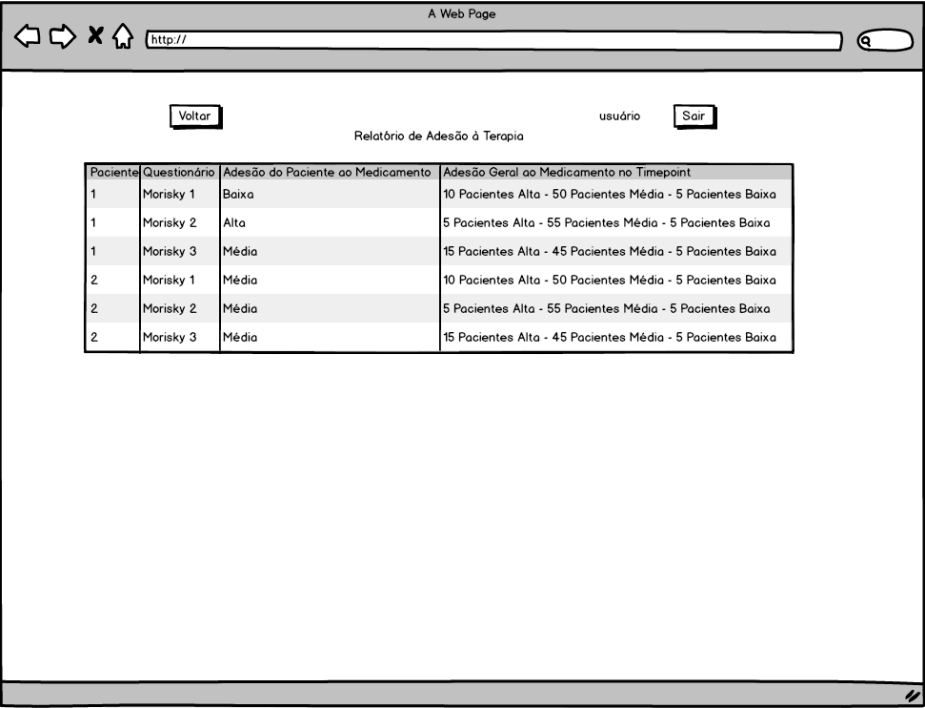 A Web Page
http://
Voltar
usuário
Sair
Relatório de Adesão à Terapia
Paciente Questionário Adesão do Paciente ao Medicamento Adesão Geral ao Medicamento no Timepoint
1 Morisky 1 Baixa 10 Pacientes Alta - 50 Pacientes Média - 5 Pacientes Baixa
1 Morisky 2 Alta 5 Pacientes Alta - 55 Pacientes Média - 5 Pacientes Baixa
1 Morisky 3 Média 15 Pacientes Alta - 45 Pacientes Média - 5 Pacientes Baixa
2 Morisky 1 Média 10 Pacientes Alta - 50 Pacientes Média - 5 Pacientes Baixa
2 Morisky 2 Média 5 Pacientes Alta - 55 Pacientes Média - 5 Pacientes Baixa
2 Morisky 3 Média 15 Pacientes Alta - 45 Pacientes Média - 5 Pacientes Baixa